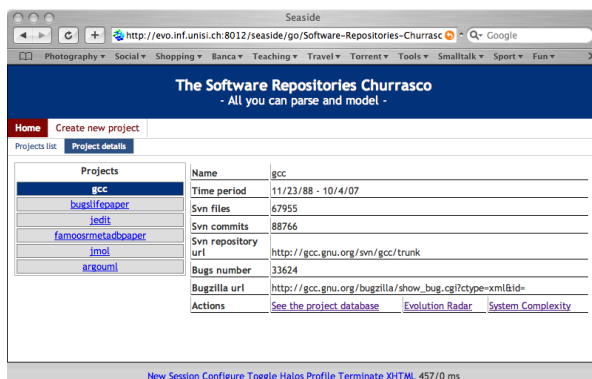 Seaside
http://evo.inf.unisi.ch:8012/seaside/go/Software-Repositories-Churrasc
Google
Photography Social Shopping Banca Teaching Travel Torrent Tools Smalltalk Sport Fun
The Software Repositories Churrasco
- All you can parse and model -
Home Create new project
Projects list Project details
Projects
gcc
bugslifepaper
jedit
famoosrmetadbpaper
jmol
argouml
Name gcc
Time period 11/23/88 - 10/4/07
Svn files 67955
Svn commits 88766
Svn repository
url http://gcc.gnu.org/svn/gcc/trunk
Bugs number 33624
Bugzilla url http://gcc.gnu.org/bugzilla/show_bug.cgi?ctype=xml&id=
Actions See the project database Evolution Radar System Complexity
New Session Configure Toggle Halos Profile Terminate XHTML 457/0 ms